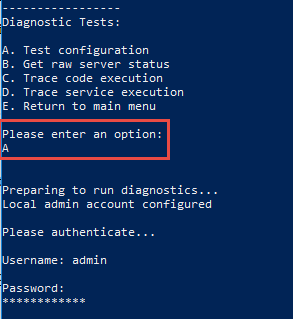 -----------------
Diagnostic Tests:
A. Test configuration
B. Get raw server status
C. Trace code execution
D. Trace service execution
E. Return to main menu
Please enter an option:
A
Preparing to run diagnostics...
Local admin account configured
Please authenticate...
Username: admin
Password:
************